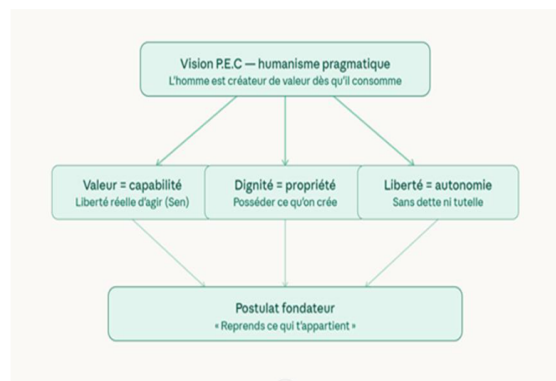 Vision P.E.C — humanisme pragmatique
L'homme est créateur de valeur dès qu'il consomme
Valeur = capabilité
Liberté réelle d'agir (Sen)
Dignité = propriété
Posséder ce qu'on crée
Liberté = autonomie
Sans dette ni tutelle
Postulat fondateur
« Reprends ce qui t'appartient »